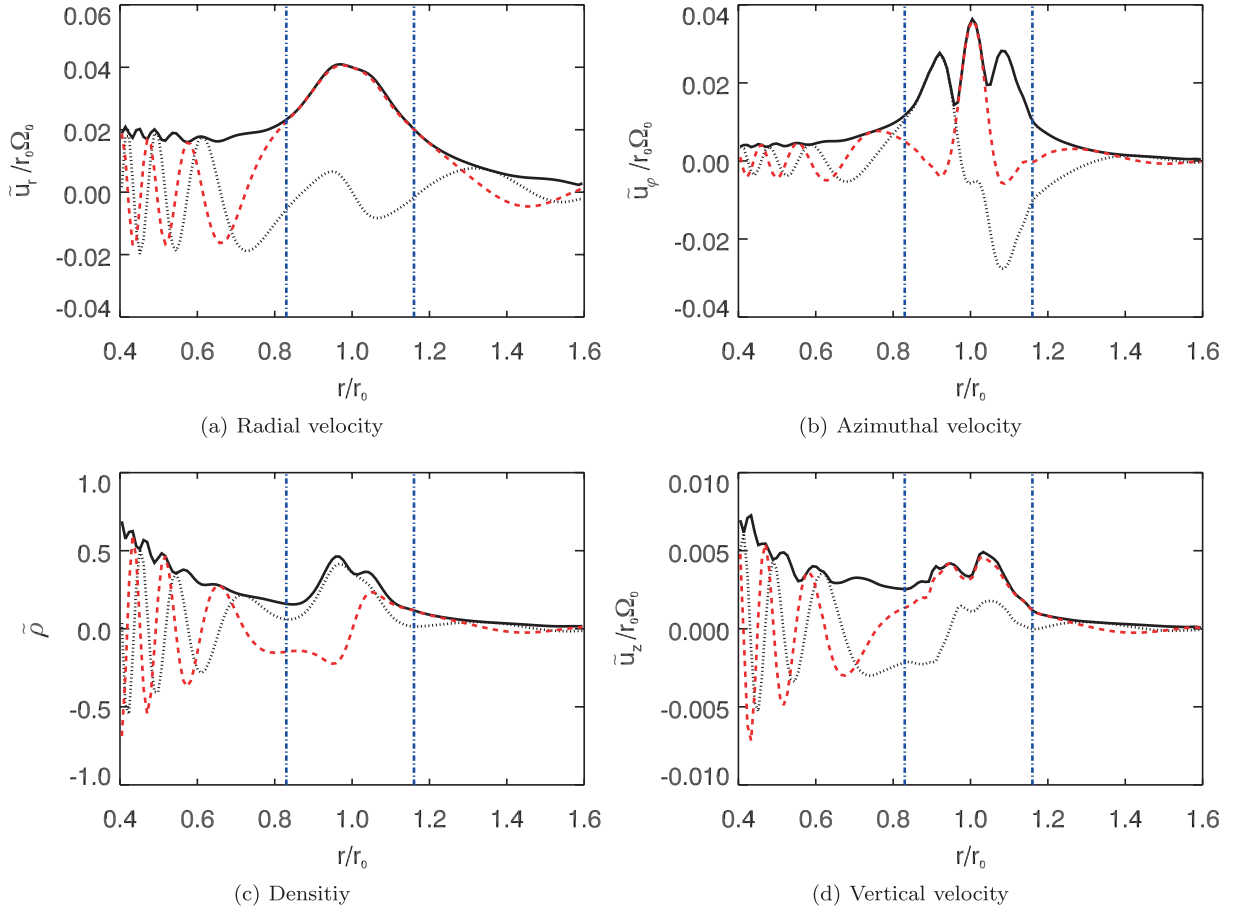 0.06
0.04
0.02
0.00
-0.02
-0.04
ũr /r₀Ω₀
0.4 0.6 0.8 1.0 1.2 1.4 1.6
r/r₀
(a) Radial velocity
0.04
0.02
0.00
-0.02
-0.04
ũφ /r₀Ω₀
0.4 0.6 0.8 1.0 1.2 1.4 1.6
r/r₀
(b) Azimuthal velocity
1.0
0.5
0.0
-0.5
-1.0
ρ̃
0.4 0.6 0.8 1.0 1.2 1.4 1.6
r/r₀
(c) Densitiy
0.010
0.005
0.000
-0.005
-0.010
ũz/r₀Ω₀
0.4 0.6 0.8 1.0 1.2 1.4 1.6
r/r₀
(d) Vertical velocity